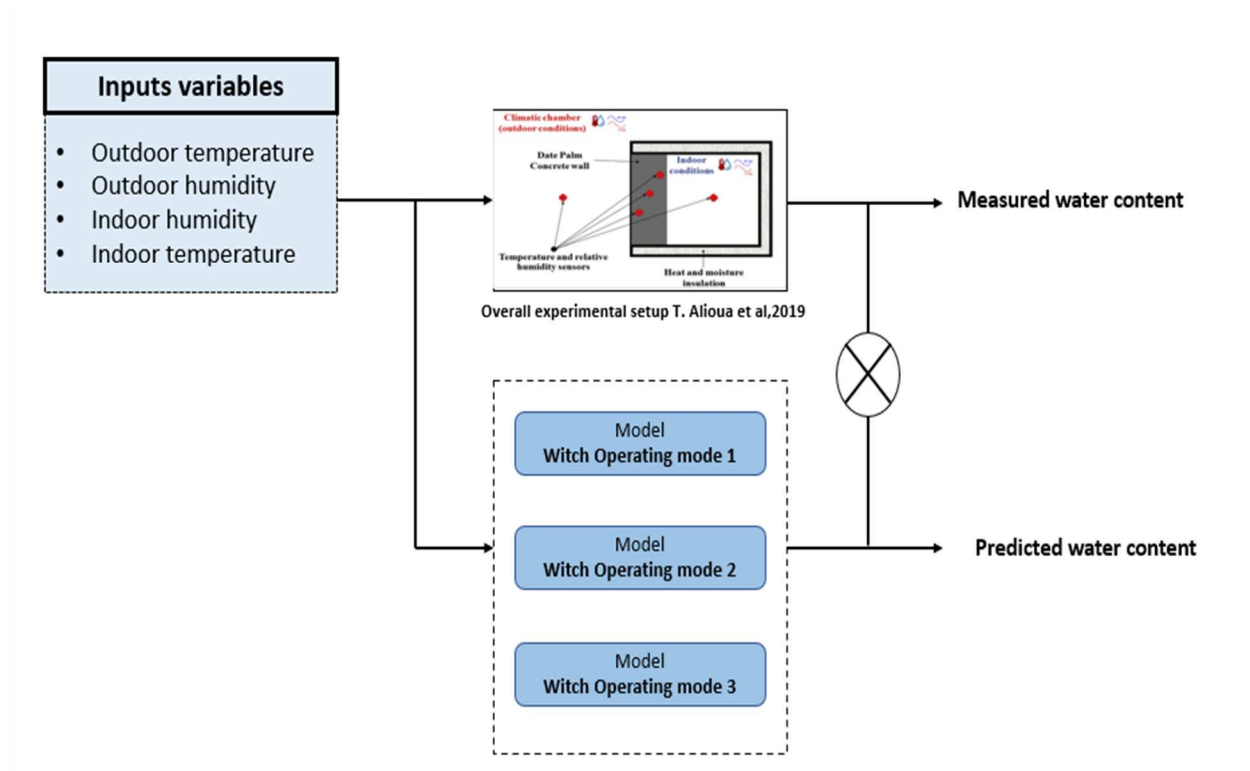 Inputs variables
• Outdoor temperature
• Outdoor humidity
• Indoor humidity
• Indoor temperature
Climatic chamber
(outdoor conditions)
Date Palm
Concrete wall
Indoor
conditions
Temperature and relative
humidity sensors
Heat and moisture
insulation
Overall experimental setup T. Alioua et al,2019
Measured water content
Model
Witch Operating mode 1
Model
Witch Operating mode 2
Model
Witch Operating mode 3
Predicted water content